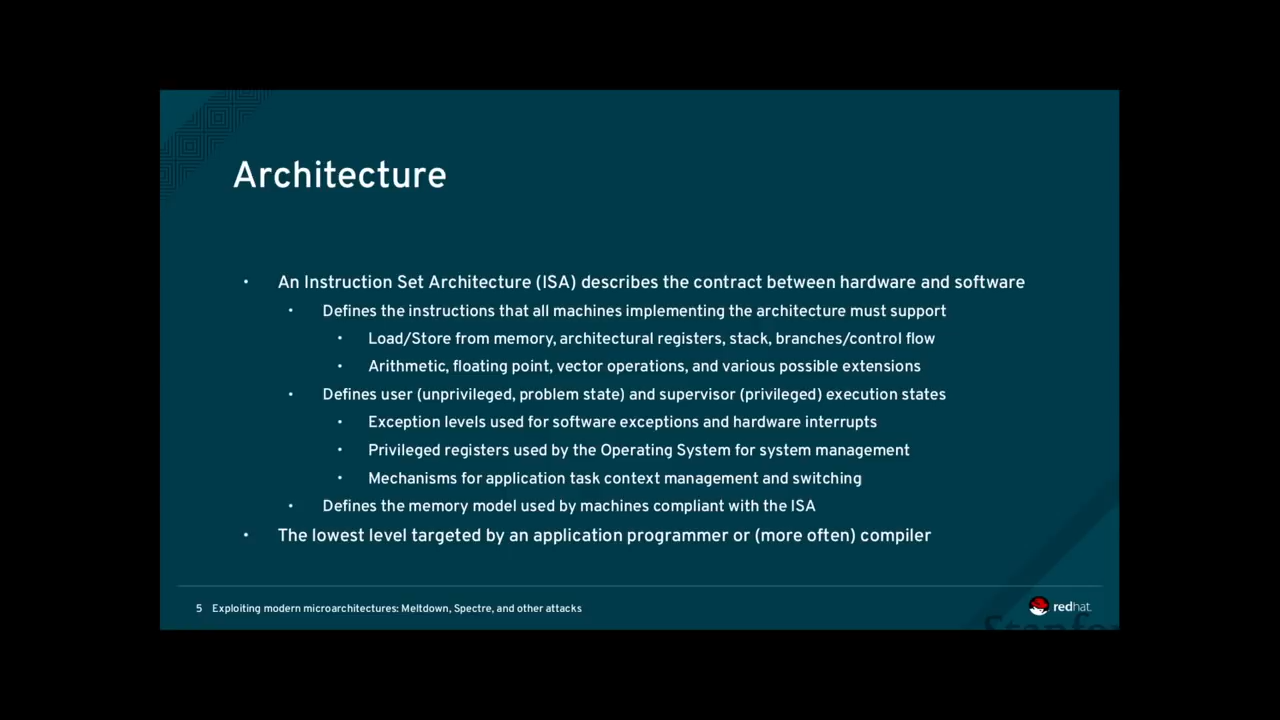 Architecture
• An Instruction Set Architecture (ISA) describes the contract between hardware and software
• Defines the instructions that all machines implementing the architecture must support
• Load/Store from memory, architectural registers, stack, branches/control flow
• Arithmetic, floating point, vector operations, and various possible extensions
• Defines user (unprivileged, problem state) and supervisor (privileged) execution states
• Exception levels used for software exceptions and hardware interrupts
• Privileged registers used by the Operating System for system management
• Mechanisms for application task context management and switching
• Defines the memory model used by machines compliant with the ISA
• The lowest level targeted by an application programmer or (more often) compiler
5 Exploiting modern microarchitectures: Meltdown, Spectre, and other attacks
redhat.